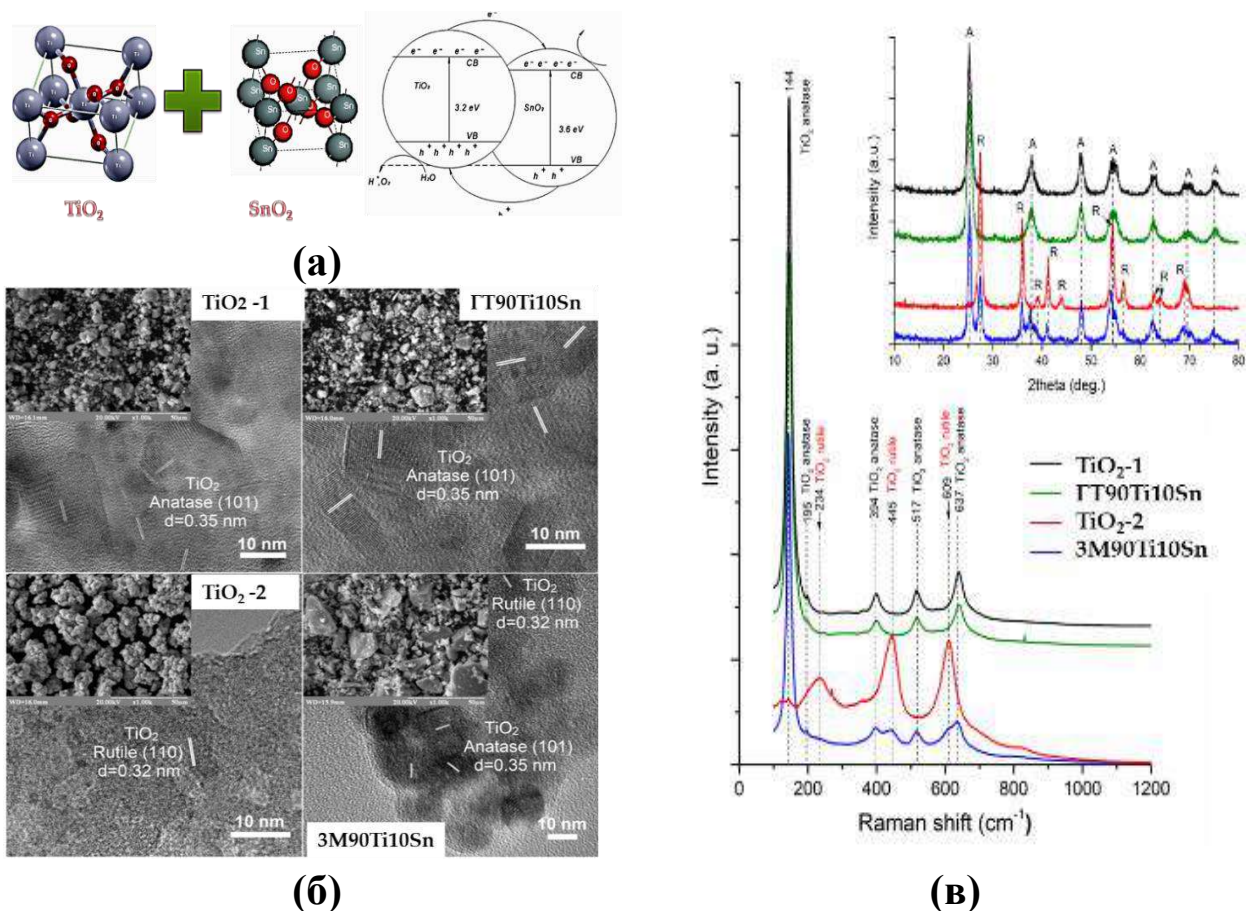 TiO₂
SnO₂
e⁻
e⁻ e⁻ e⁻ e⁻
CB
TiO₂
3.2 eV
VB
h⁺ h⁺ h⁺ h⁺
e⁻ e⁻ e⁻ e⁻
CB
SnO₂
3.6 eV
VB
h⁺ h⁺
H₂O
h⁺
(а)
TiO₂ -1
TiO₂
Anatase (101)
d=0.35 nm
10 nm
ГТ90Ti10Sn
TiO₂
Anatase (101)
d=0.35 nm
10 nm
TiO₂ -2
TiO₂
Rutile (110)
d=0.32 nm
10 nm
TiO₂
Rutile (110)
d=0.32 nm
TiO₂
Anatase (101)
d=0.35 nm
3M90Ti10Sn
10 nm
(б)
Intensity (a. u.)
144
TiO₂ anatase
195 TiO₂ anatase
234 TiO₂ rutile
394 TiO₂ anatase
445 TiO₂ rutile
517 TiO₂ anatase
609 TiO₂ rutile
637 TiO₂ anatase
TiO₂-1
ГТ90Ti10Sn
TiO₂-2
3M90Ti10Sn
0 200 400 600 800 1000 1200
Raman shift (cm⁻¹)
Intensity (a.u.)
A
R
A A A A A A
R R R
R R R R R R
10 20 30 40 50 60 70 80
2theta (deg.)
(в)